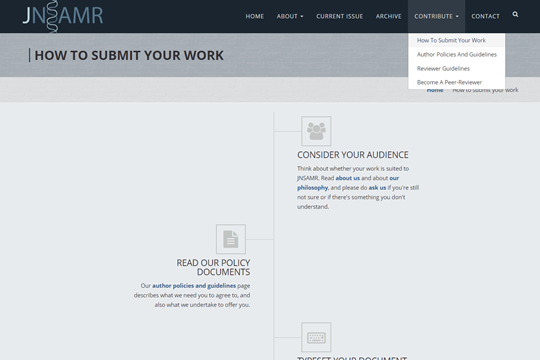 JNSAMR
HOME ABOUT CURRENT ISSUE ARCHIVE CONTRIBUTE CONTACT
How To Submit Your Work
Author Policies And Guidelines
Reviewer Guidelines
Become A Peer-Reviewer
HOW TO SUBMIT YOUR WORK
Home How to submit your work
CONSIDER YOUR AUDIENCE
Think about whether your work is suited to
JNSAMR. Read about us and about our
philosophy, and please do ask us if you're still
not sure or if there's something you don't
understand.
READ OUR POLICY
DOCUMENTS
Our author policies and guidelines page
describes what we need you to agree to, and
also what we undertake to offer you.
TYPESET YOUR DOCUMENT